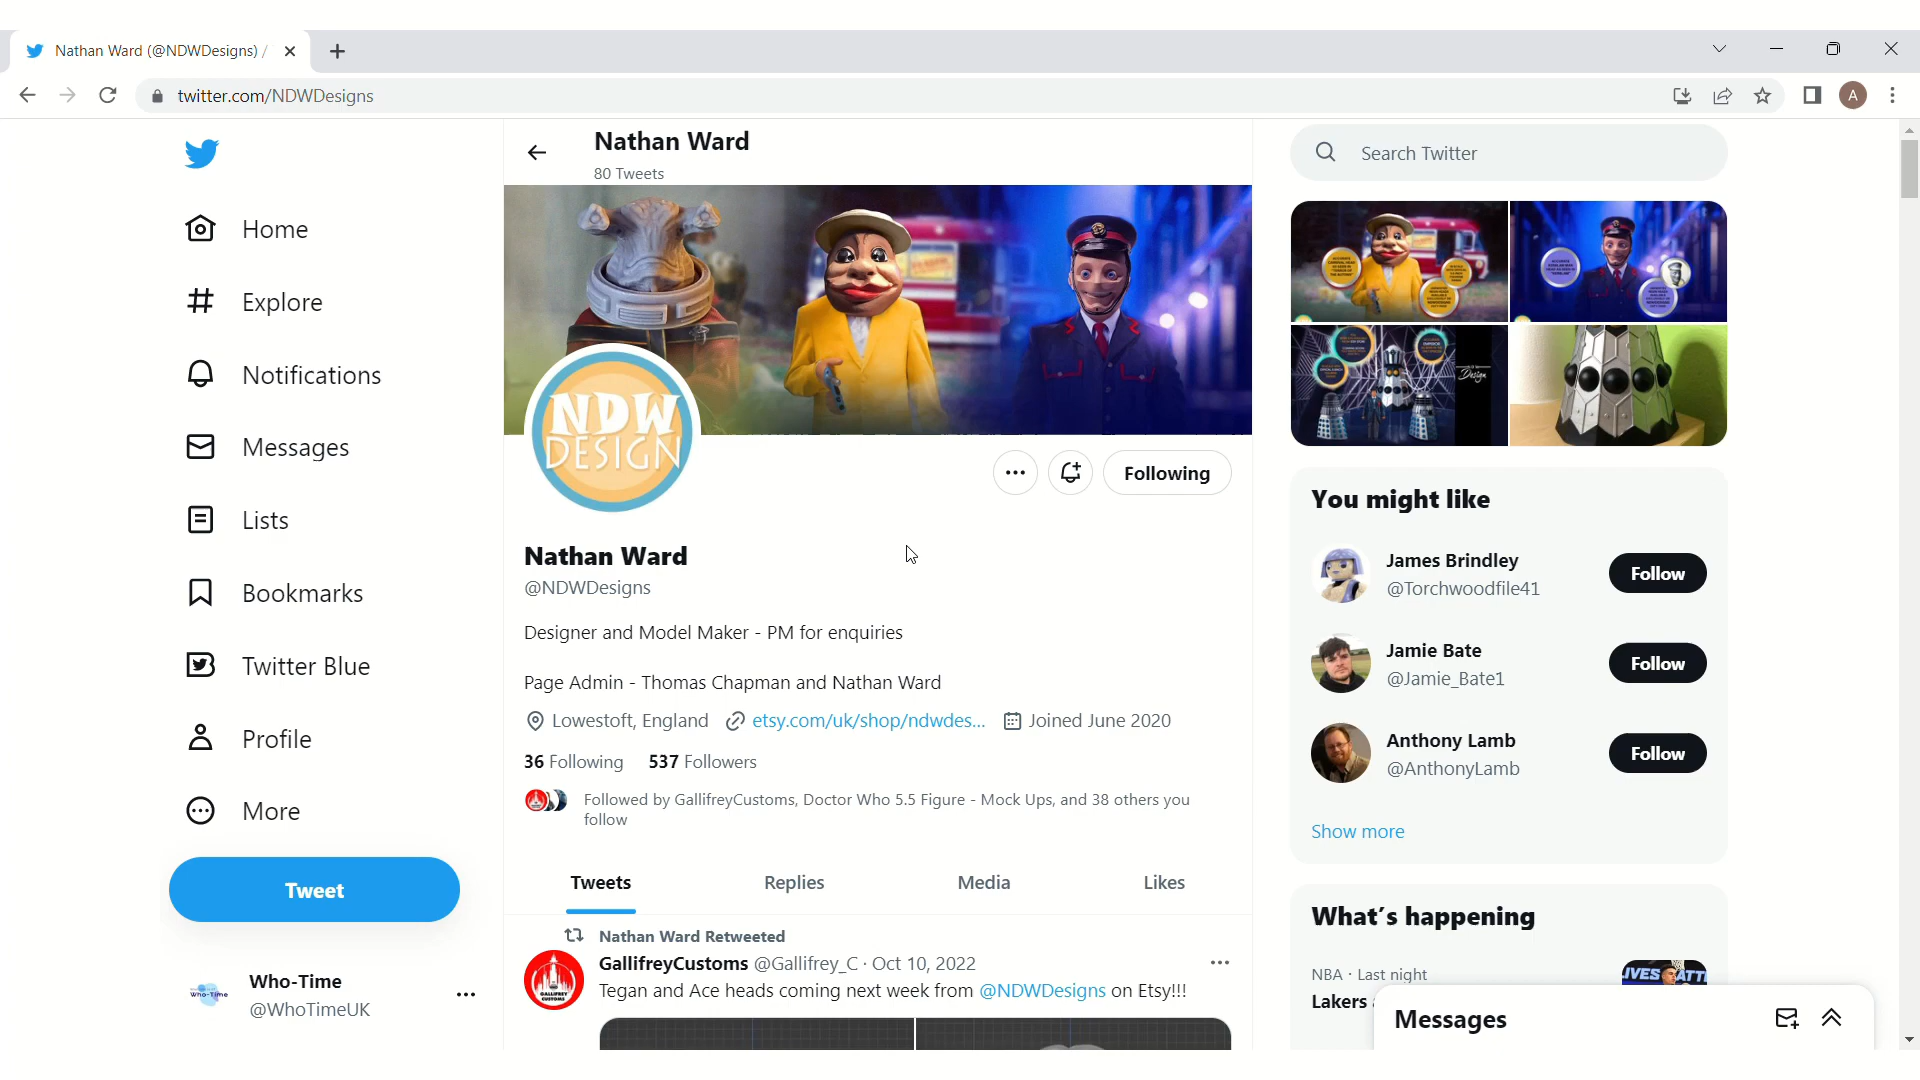 Nathan Ward (@NDWDesigns) /
twitter.com/NDWDesigns
A
Home
Explore
Notifications
Messages
Lists
Bookmarks
Twitter Blue
Profile
More
Tweet
Who-Time
Who-Time
@WhoTimeUK
Nathan Ward
80 Tweets
NDW
DESIGN
Following
Nathan Ward
@NDWDesigns
Designer and Model Maker - PM for enquiries
Page Admin - Thomas Chapman and Nathan Ward
Lowestoft, England etsy.com/uk/shop/ndwdes... Joined June 2020
36 Following 537 Followers
Followed by GallifreyCustoms, Doctor Who 5.5 Figure - Mock Ups, and 38 others you
follow
Tweets Replies Media Likes
Nathan Ward Retweeted
GallifreyCustoms @Gallifrey_C · Oct 10, 2022
GALLIFREY
CUSTOMS
Tegan and Ace heads coming next week from @NDWDesigns on Etsy!!!
Search Twitter
Design
You might like
James Brindley
@Torchwoodfile41
Follow
Jamie Bate
@Jamie_Bate1
Follow
Anthony Lamb
@AnthonyLamb
Follow
Show more
What's happening
NBA · Last night
Lakers
Messages